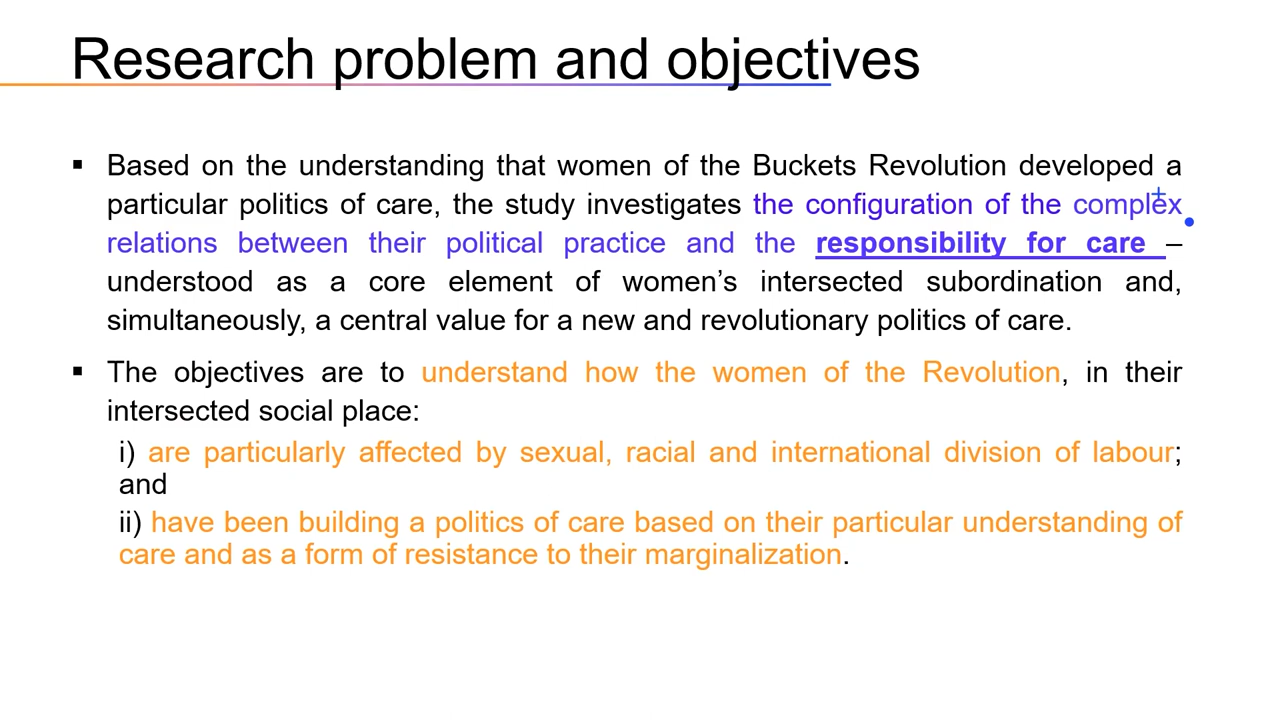 Research problem and objectives
▪ Based on the understanding that women of the Buckets Revolution developed a
particular politics of care, the study investigates the configuration of the complex
relations between their political practice and the responsibility for care –
understood as a core element of women’s intersected subordination and,
simultaneously, a central value for a new and revolutionary politics of care.
▪ The objectives are to understand how the women of the Revolution, in their
intersected social place:
i) are particularly affected by sexual, racial and international division of labour;
and
ii) have been building a politics of care based on their particular understanding of
care and as a form of resistance to their marginalization.